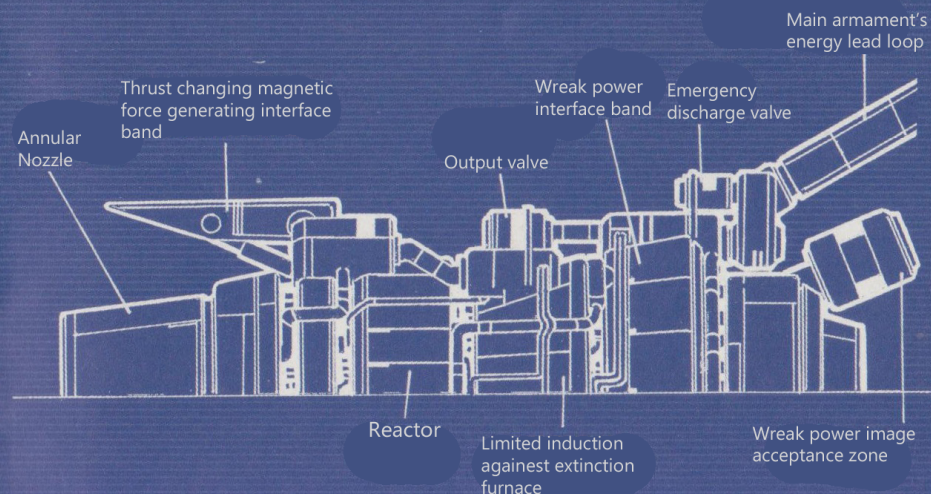 Main armament's
energy lead loop
Thrust changing magnetic
force generating interface
band
Wreak power
interface band
Emergency
discharge valve
Annular
Nozzle
Output valve
Reactor
Limited induction
againest extinction
furnace
Wreak power image
acceptance zone